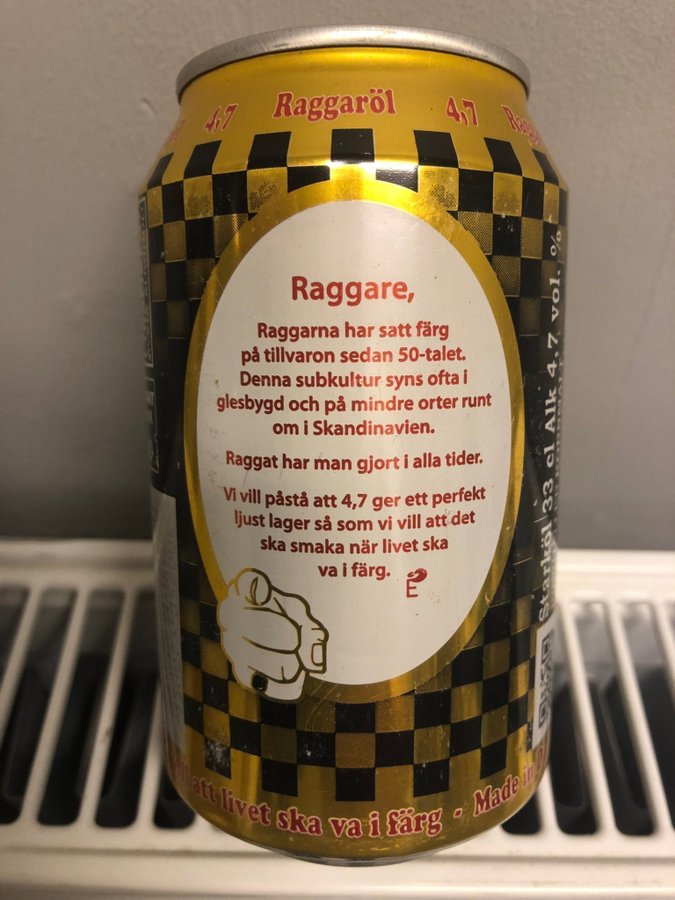 4,7 Raggaröl 4,7
Raggare,
Raggarna har satt färg
på tillvaron sedan 50-talet.
Denna subkultur syns ofta i
glesbygd och på mindre orter runt
om i Skandinavien.
Raggat har man gjort i alla tider.
Vi vill påstå att 4,7 ger ett perfekt
ljust lager så som vi vill att det
ska smaka när livet ska
va i färg.
E
Starköl 33 cl Alk 4,7 vol. %
att livet ska va i färg - Made in